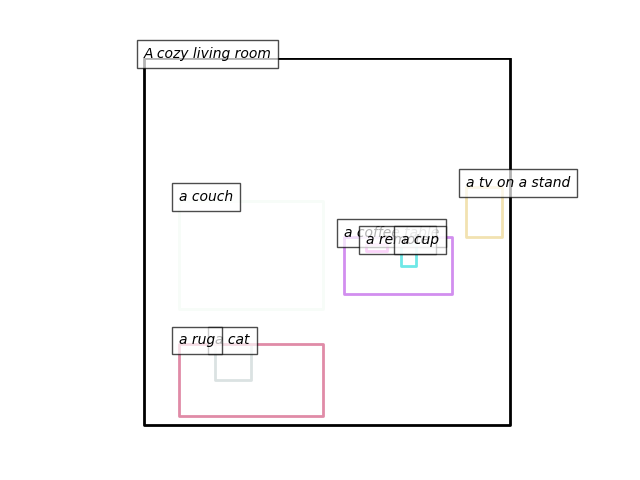 A cozy living room
a tv on a stand
a couch
a coffee table
a remote
a cup
a rug
a cat